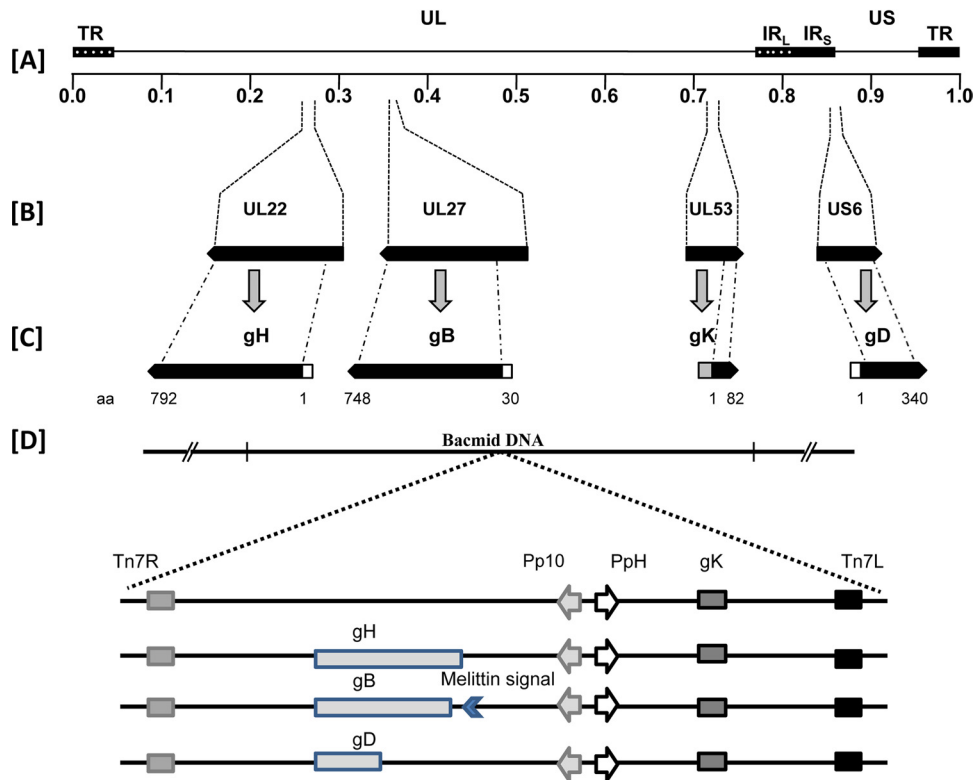 UL
US
TR
IRL
IRS
TR
[A]
0.0 0.1 0.2 0.3 0.4 0.5 0.6 0.7 0.8 0.9 1.0
[B]
UL22 UL27 UL53 US6
[C]
gH gB gK gD
aa 792 1 748 30 1 82 1 340
[D]
Bacmid DNA
Tn7R Pp10 PpH gK Tn7L
gH
gB Melittin signal
gD